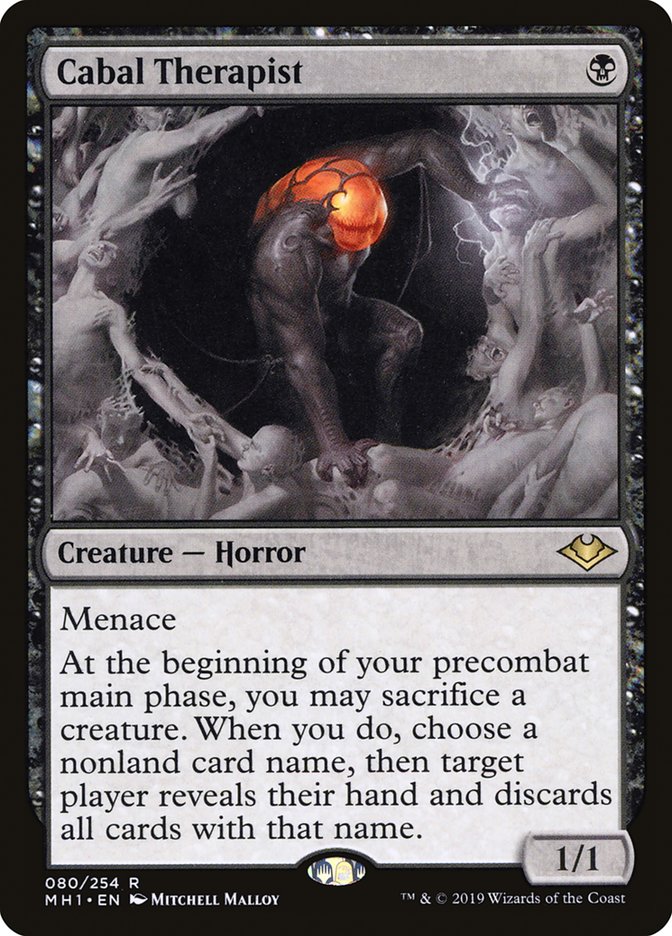 Cabal Therapist
Creature — Horror
Menace
At the beginning of your precombat
main phase, you may sacrifice a
creature. When you do, choose a
nonland card name, then target
player reveals their hand and discards
all cards with that name.
1/1
080/254 R
MH1 • EN Mitchell Malloy
™ & © 2019 Wizards of the Coast